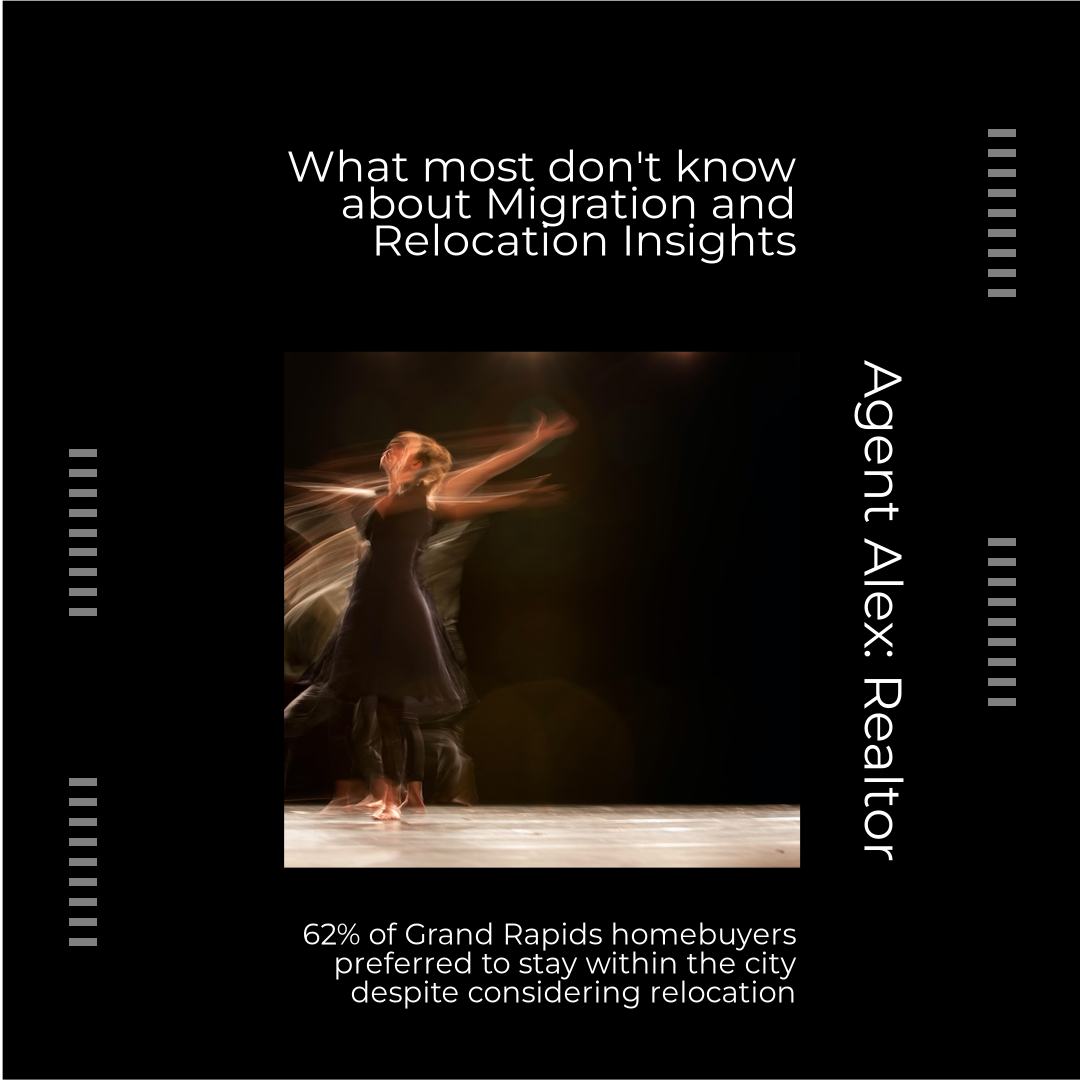 What most don't know
about Migration and
Relocation Insights
Agent Alex: Realtor
62% of Grand Rapids homebuyers
preferred to stay within the city
despite considering relocation